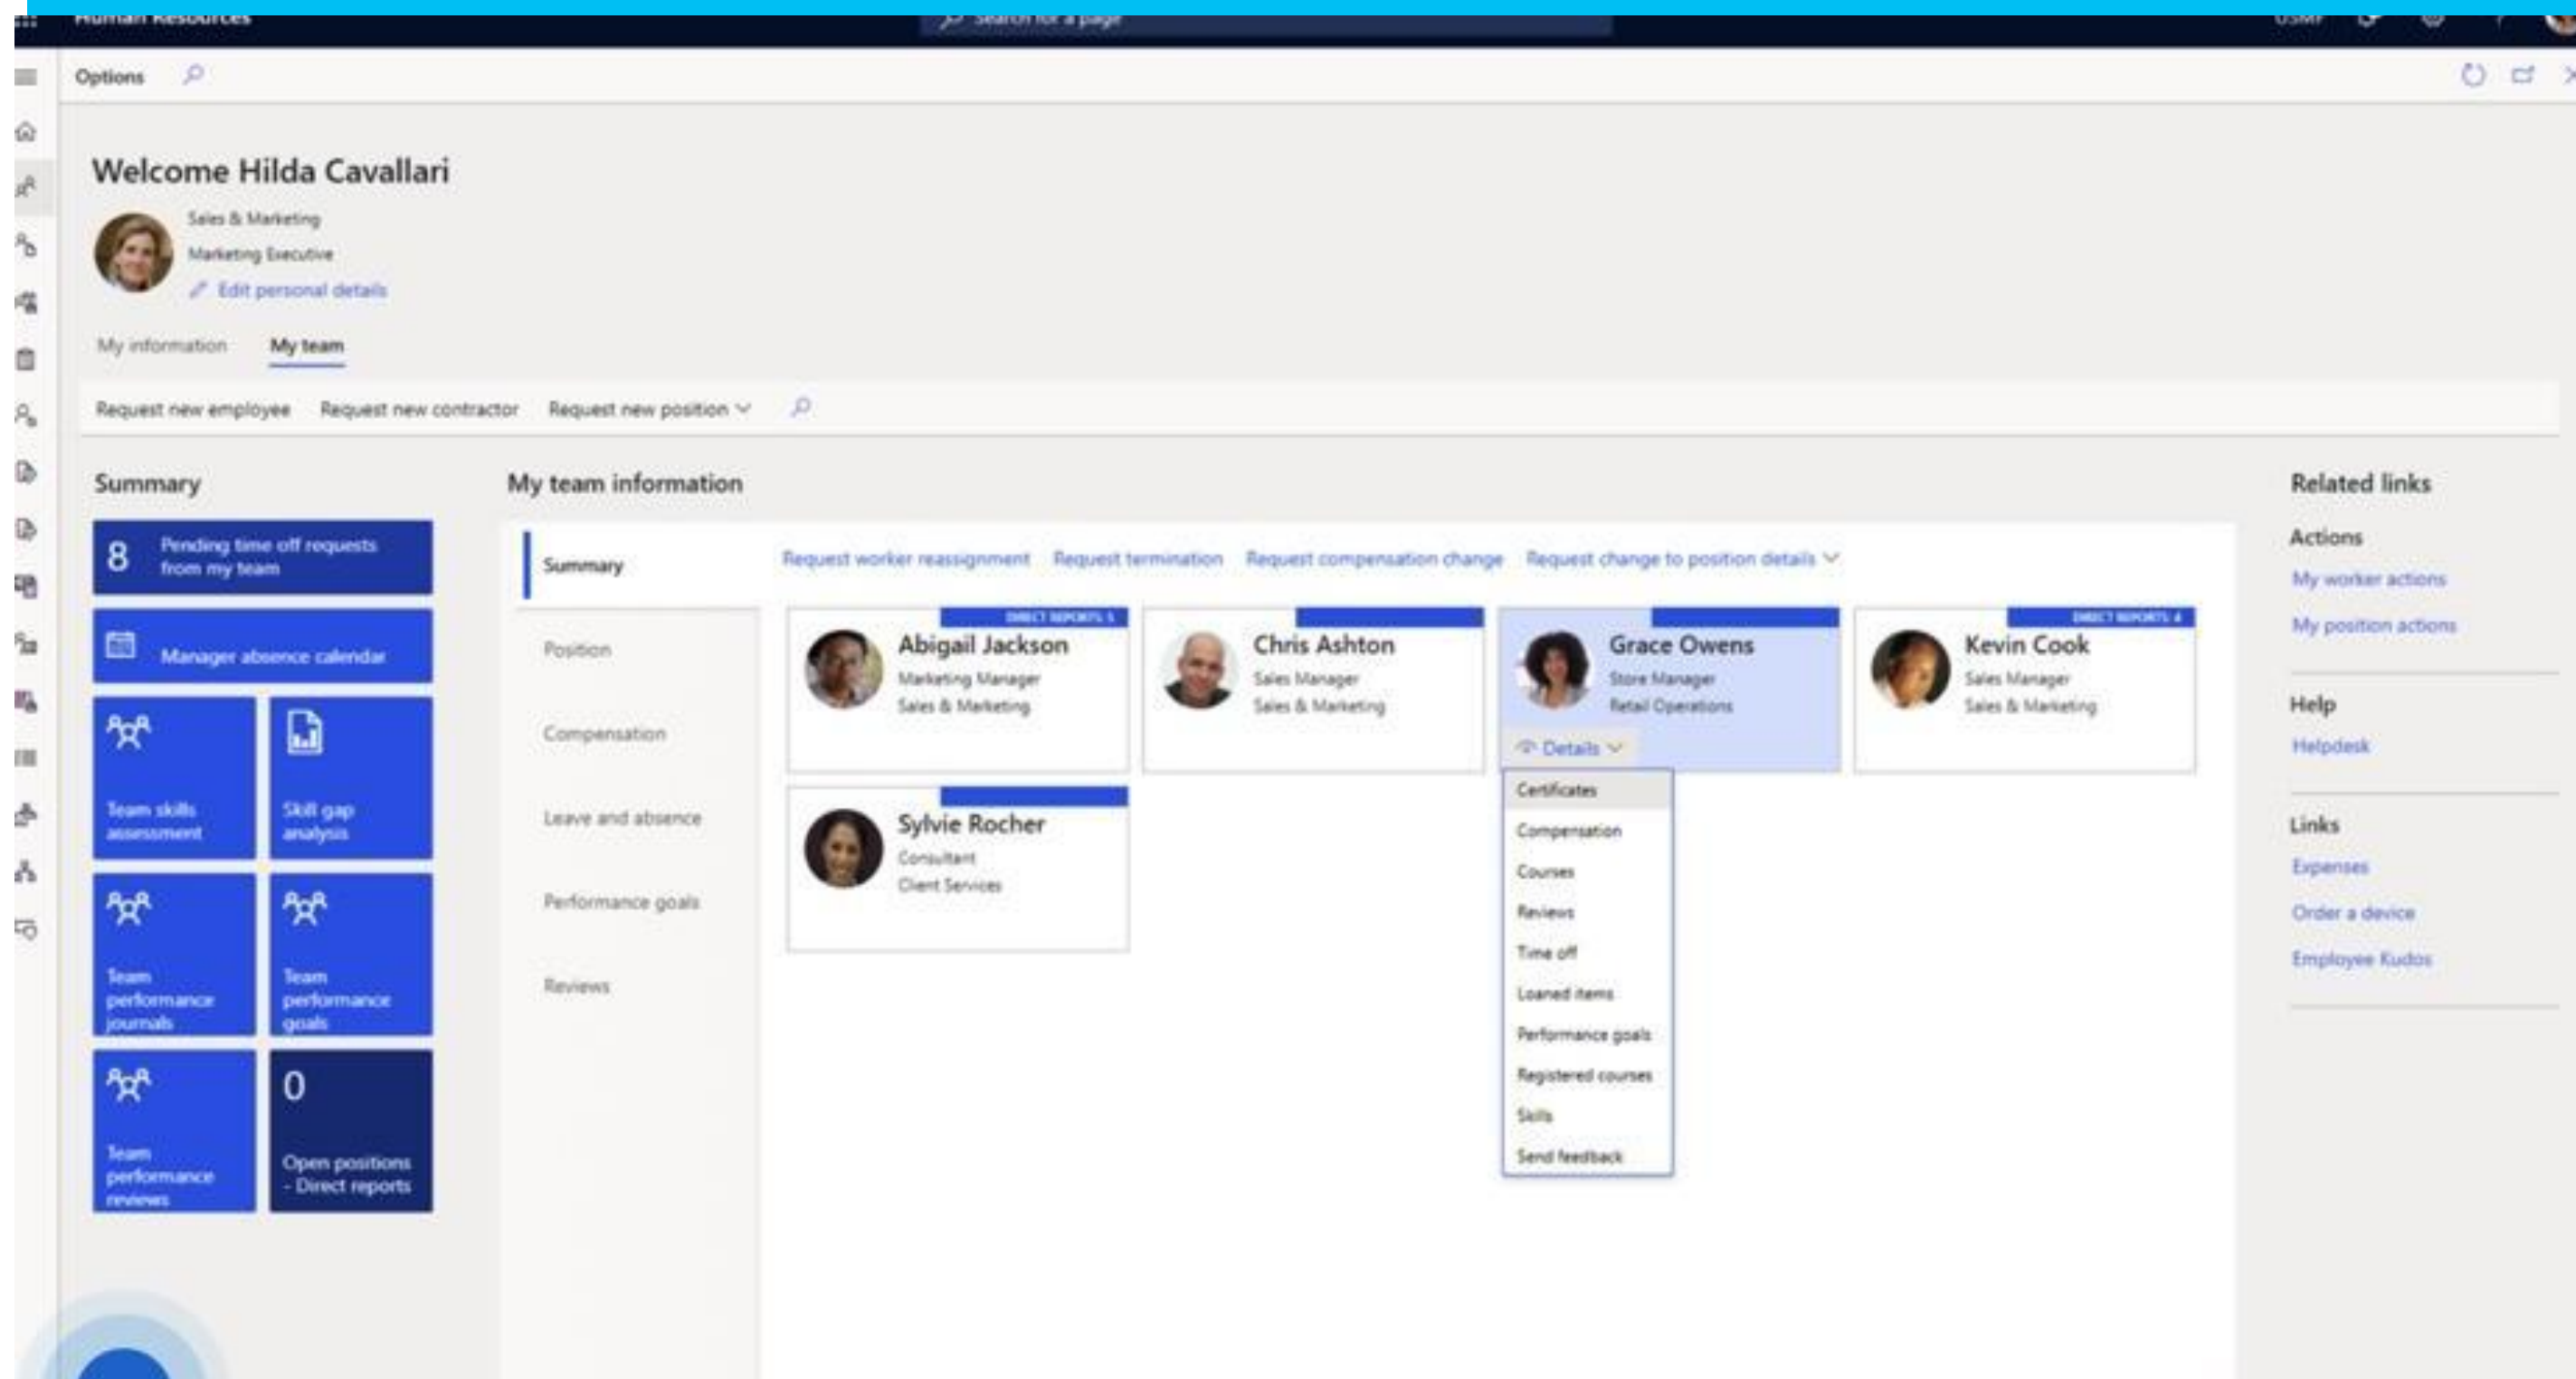 Human Resources
Search for a page
USMF
?
Options
Welcome Hilda Cavallari
Sales & Marketing
Marketing Executive
Edit personal details
My information
My team
Request new employee
Request new contractor
Request new position
Summary
8
Pending time off requests
from my team
Manager absence calendar
Team skills
assessment
Skill gap
analysis
Team
performance
journals
Team
performance
goals
Team
performance
reviews
0
Open positions
- Direct reports
My team information
Summary
Position
Compensation
Leave and absence
Performance goals
Reviews
Request worker reassignment
Request termination
Request compensation change
Request change to position details
DIRECT REPORTS: 5
Abigail Jackson
Marketing Manager
Sales & Marketing
Chris Ashton
Sales Manager
Sales & Marketing
Grace Owens
Store Manager
Retail Operations
Details
Certificates
Compensation
Courses
Reviews
Time off
Loaned items
Performance goals
Registered courses
Skills
Send feedback
DIRECT REPORTS: 4
Kevin Cook
Sales Manager
Sales & Marketing
Sylvie Rocher
Consultant
Client Services
Related links
Actions
My worker actions
My position actions
Help
Helpdesk
Links
Expenses
Order a device
Employee Kudos